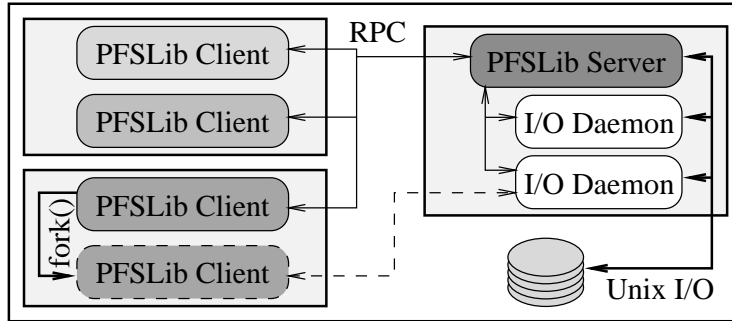 RPC
PFSLib Client
PFSLib Client
PFSLib Client
fork()
PFSLib Client
PFSLib Server
I/O Daemon
I/O Daemon
Unix I/O